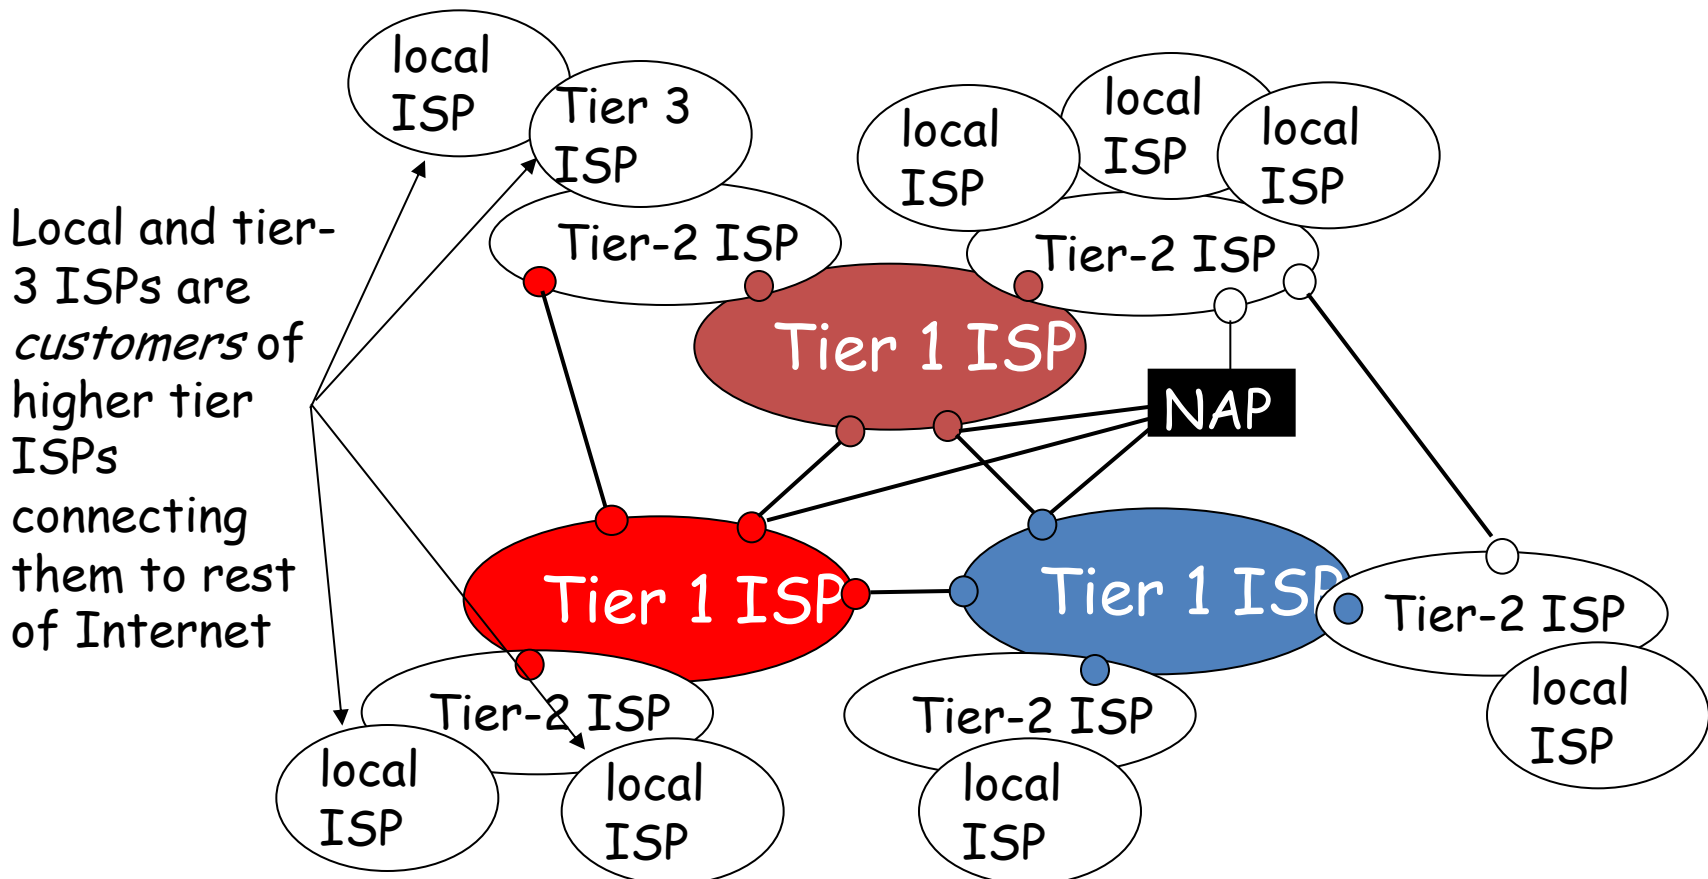 local
ISP
Tier 3
ISP
local
ISP
local
ISP
local
ISP
Local and tier-
3 ISPs are
customers of
higher tier
ISPs
connecting
them to rest
of Internet
Tier-2 ISP
Tier-2 ISP
Tier 1 ISP
NAP
Tier 1 ISP
Tier 1 ISP
Tier-2 ISP
local
ISP
Tier-2 ISP
Tier-2 ISP
local
ISP
local
ISP
local
ISP